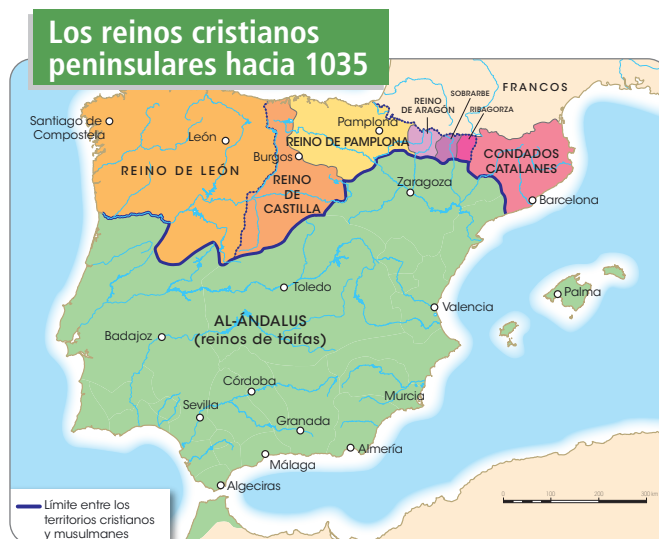 Los reinos cristianos
peninsulares hacia 1035
FRANCOS
SOBRARBE
REINO
DE ARAGÓN
RIBAGORZA
Santiago de
Compostela
León
Pamplona
REINO DE PAMPLONA
Burgos
CONDADOS
CATALANES
REINO DE LEÓN
REINO
DE
CASTILLA
Zaragoza
Barcelona
Toledo
Palma
Valencia
AL-ÁNDALUS
(reinos de taifas)
Badajoz
Córdoba
Murcia
Sevilla
Granada
Almería
Málaga
Algeciras
0 100 200 300 km
Límite entre los
territorios cristianos
y musulmanes